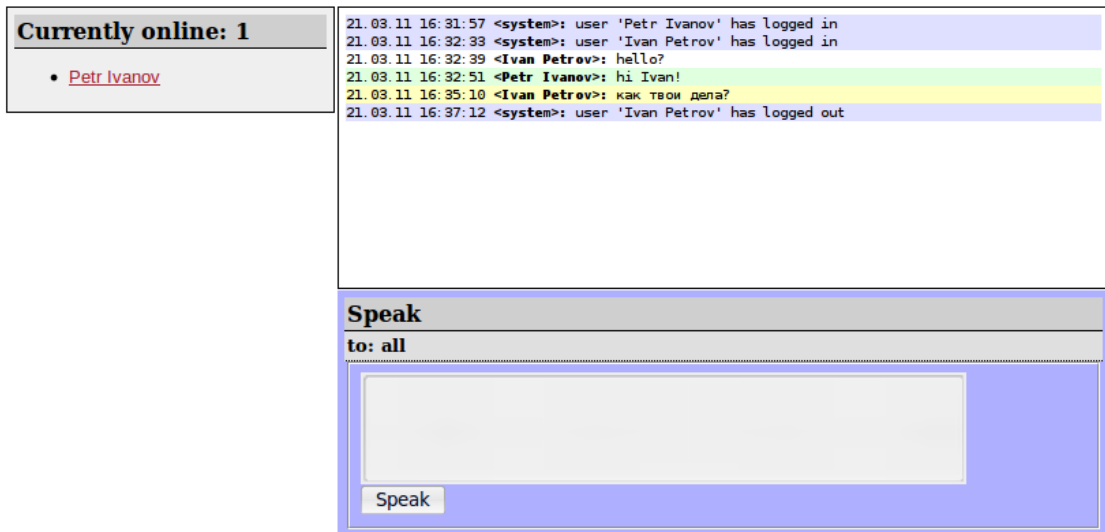 Currently online: 1
Petr Ivanov
21.03.11 16:31:57 <system>: user 'Petr Ivanov' has logged in
21.03.11 16:32:33 <system>: user 'Ivan Petrov' has logged in
21.03.11 16:32:39 <Ivan Petrov>: hello?
21.03.11 16:32:51 <Petr Ivanov>: hi Ivan!
21.03.11 16:35:10 <Ivan Petrov>: как твои дела?
21.03.11 16:37:12 <system>: user 'Ivan Petrov' has logged out
Speak
to: all
Speak